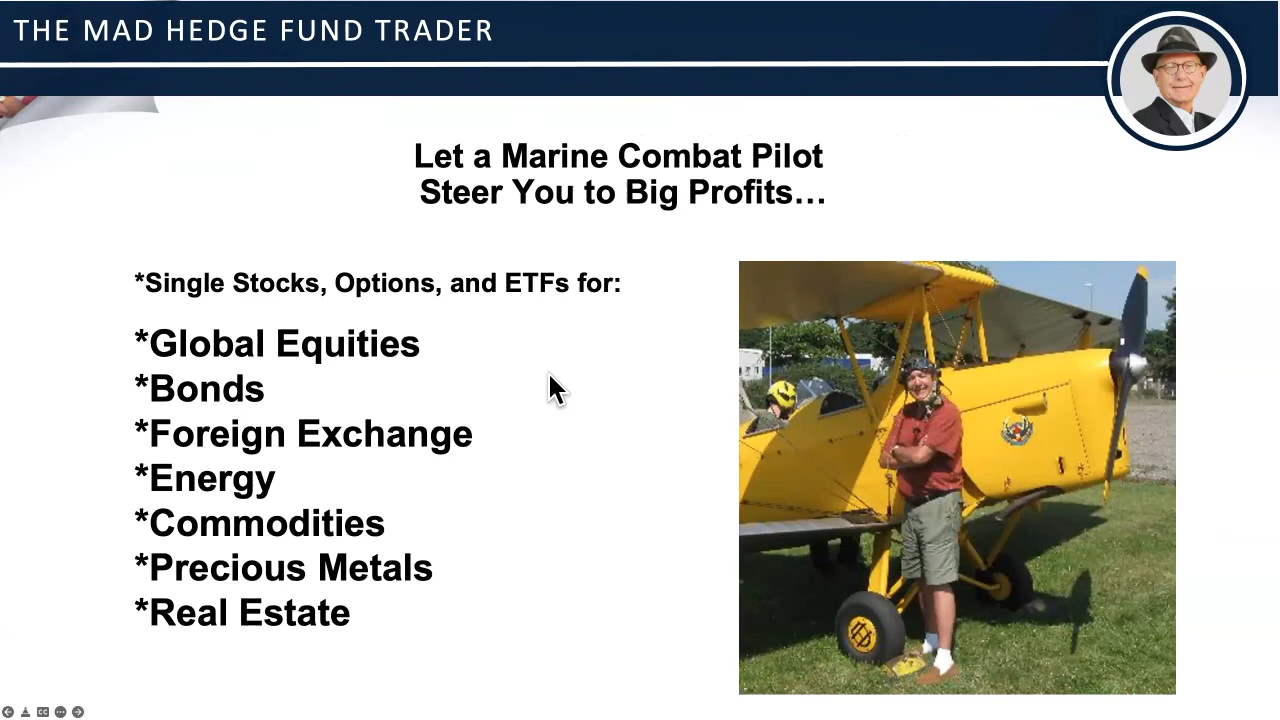 THE MAD HEDGE FUND TRADER
Let a Marine Combat Pilot
Steer You to Big Profits…
*Single Stocks, Options, and ETFs for:
*Global Equities
*Bonds
*Foreign Exchange
*Energy
*Commodities
*Precious Metals
*Real Estate
CC